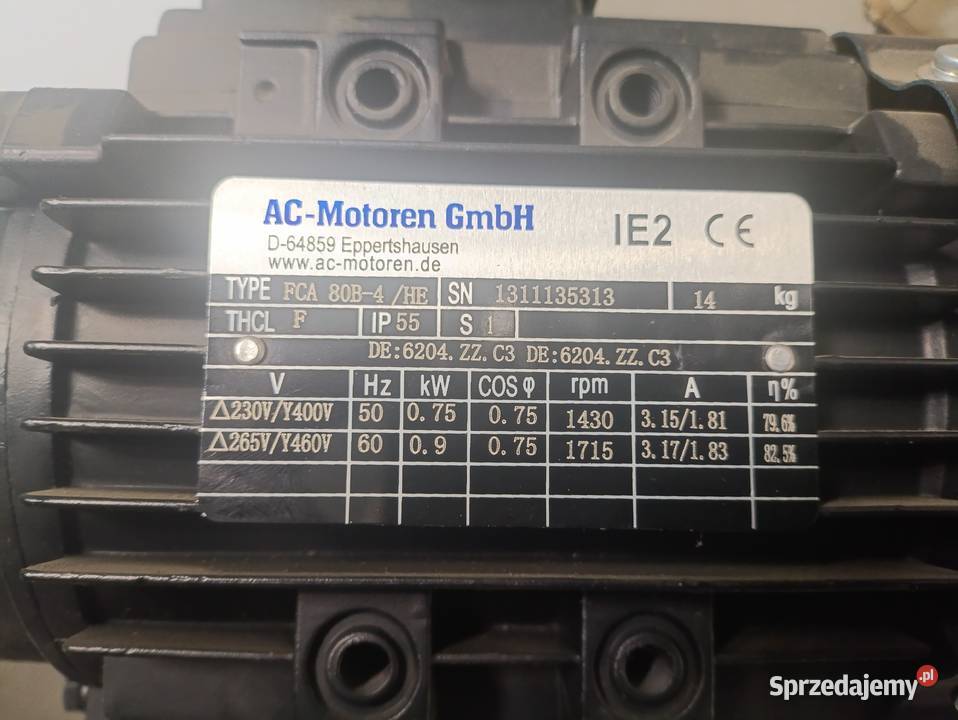 AC-Motoren GmbH IE2 CE
D-64859 Eppertshausen
www.ac-motoren.de
TYPE FCA 80B-4/HE SN 1311135313 14 kg
THCL F IP 55 S 1
DE:6204.ZZ.C3 DE:6204.ZZ.C3
V Hz kW COS φ rpm A η%
Δ230V/Y400V 50 0.75 0.75 1430 3.15/1.81 79.6%
Δ265V/Y460V 60 0.9 0.75 1715 3.17/1.83 82.5%
Sprzedajemy.pl